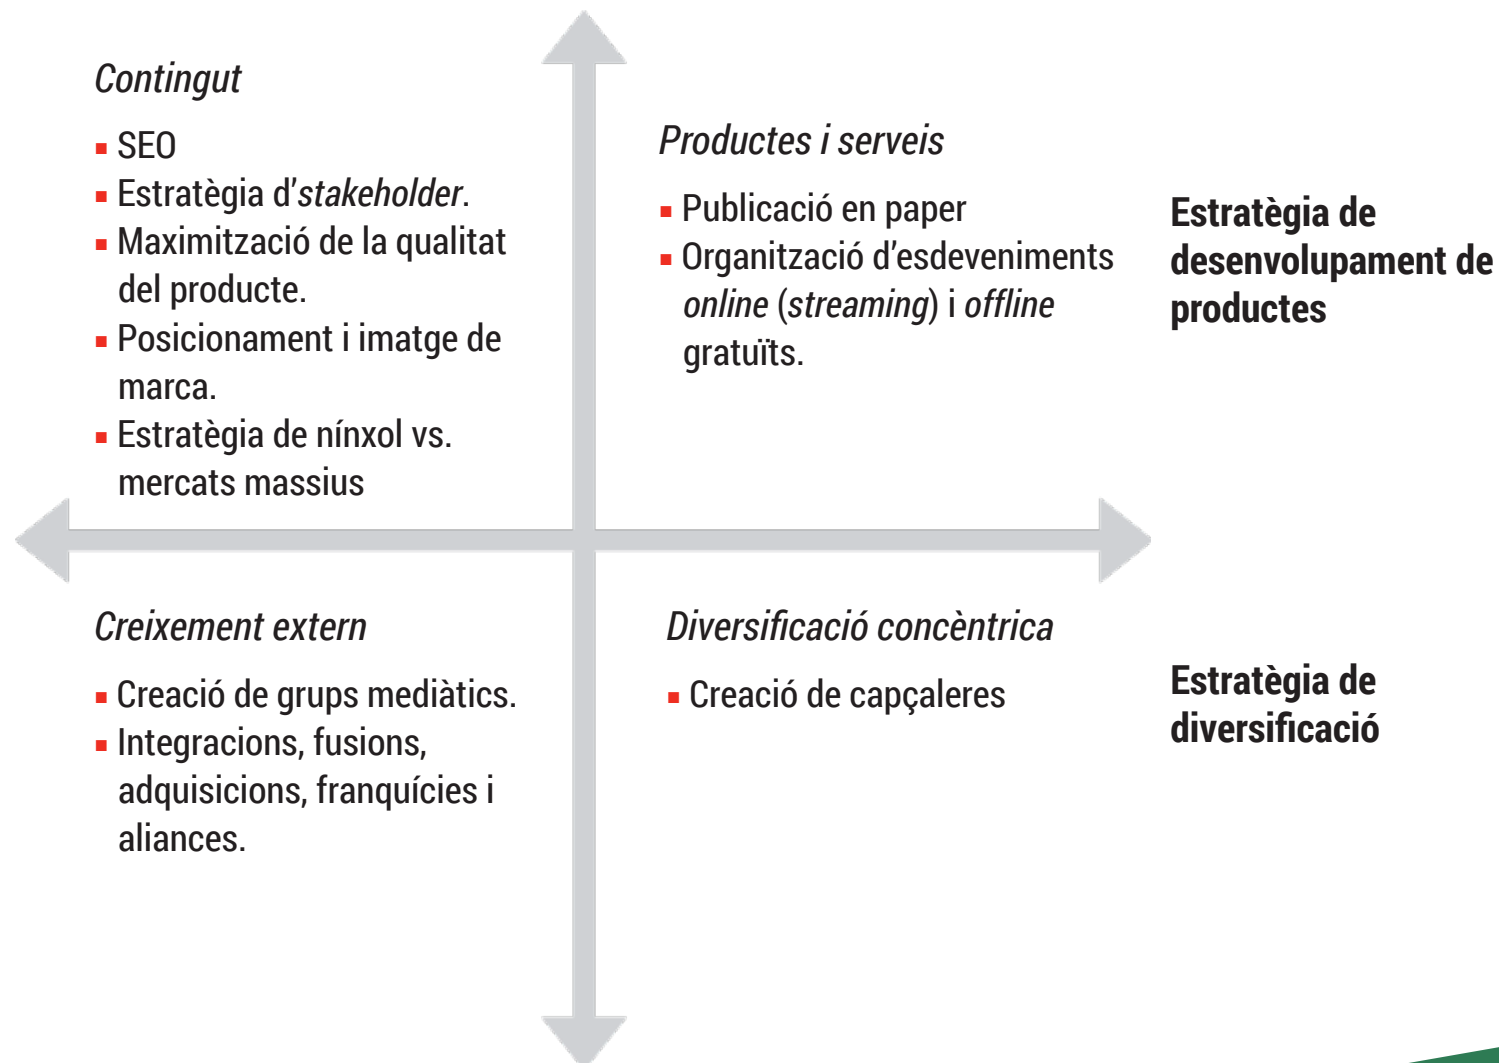 Contingut
▪ SEO
▪ Estratègia d’stakeholder.
▪ Maximització de la qualitat
del producte.
▪ Posicionament i imatge de
marca.
▪ Estratègia de nínxol vs.
mercats massius
Productes i serveis
▪ Publicació en paper
▪ Organització d’esdeveniments
online (streaming) i offline
gratuïts.
Estratègia de
desenvolupament de
productes
Creixement extern
▪ Creació de grups mediàtics.
▪ Integracions, fusions,
adquisicions, franquícies i
aliances.
Diversificació concèntrica
▪ Creació de capçaleres
Estratègia de
diversificació